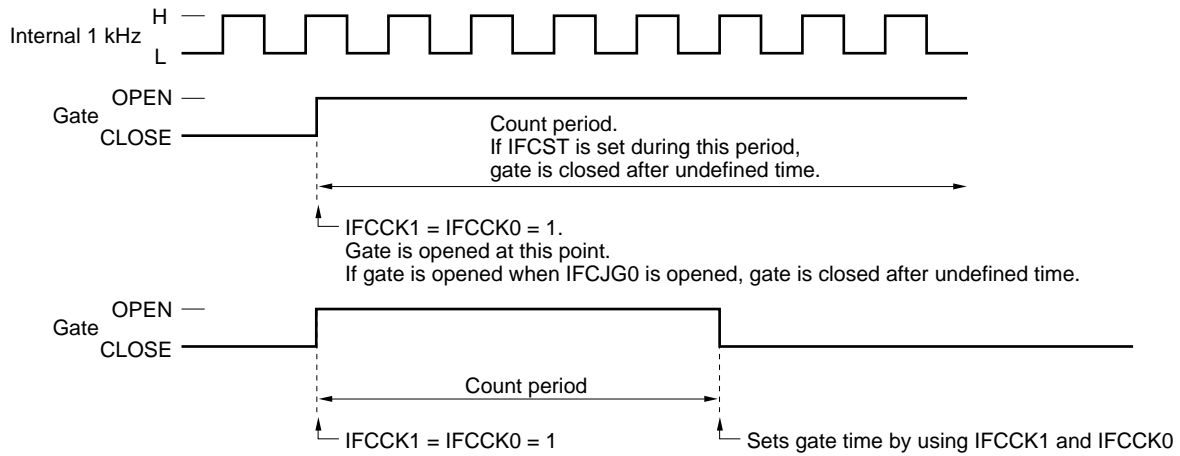 H
Internal 1 kHz
L
OPEN
Gate
CLOSE
Count period.
If IFCST is set during this period,
gate is closed after undefined time.
IFCCK1 = IFCCK0 = 1.
Gate is opened at this point.
If gate is opened when IFCJG0 is opened, gate is closed after undefined time.
OPEN
Gate
CLOSE
Count period
IFCCK1 = IFCCK0 = 1
Sets gate time by using IFCCK1 and IFCCK0